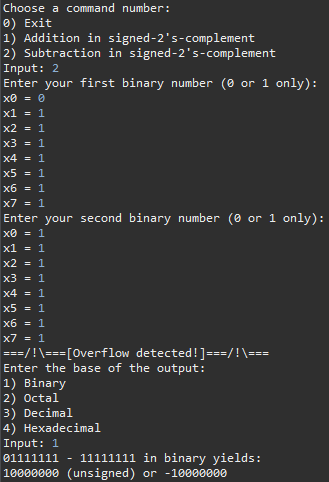 Choose a command number:
0) Exit
1) Addition in signed-2's-complement
2) Subtraction in signed-2's-complement
Input: 2
Enter your first binary number (0 or 1 only):
x0 = 0
x1 = 1
x2 = 1
x3 = 1
x4 = 1
x5 = 1
x6 = 1
x7 = 1
Enter your second binary number (0 or 1 only):
x0 = 1
x1 = 1
x2 = 1
x3 = 1
x4 = 1
x5 = 1
x6 = 1
x7 = 1
===/!\===[Overflow detected!]===/!\===
Enter the base of the output:
1) Binary
2) Octal
3) Decimal
4) Hexadecimal
Input: 1
01111111 - 11111111 in binary yields:
10000000 (unsigned) or -10000000